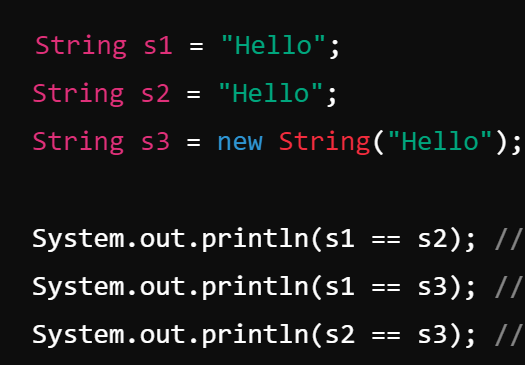 String s1 = "Hello";
String s2 = "Hello";
String s3 = new String("Hello");
System.out.println(s1 == s2); //
System.out.println(s1 == s3); //
System.out.println(s2 == s3); //